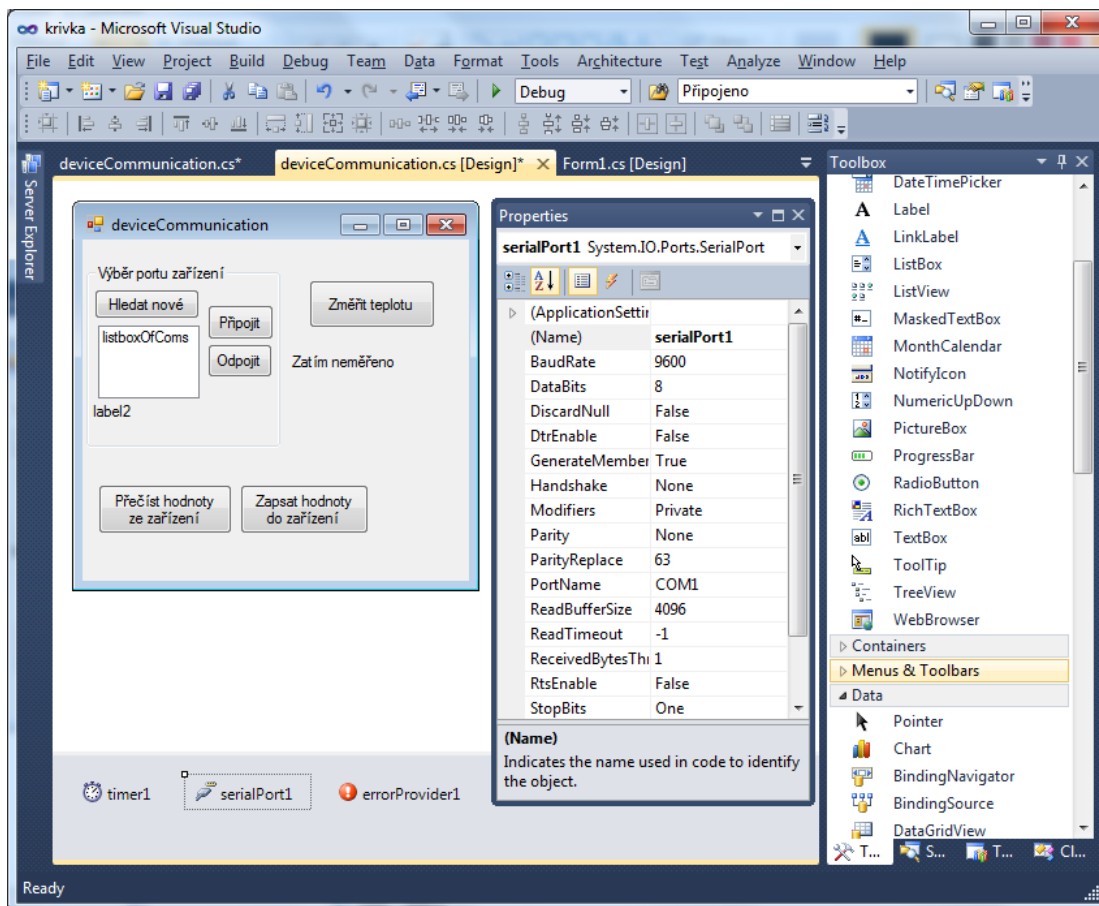 krivka - Microsoft Visual Studio
File Edit View Project Build Debug Team Data Format Tools Architecture Test Analyze Window Help
Debug Připojeno
deviceCommunication.cs* deviceCommunication.cs [Design]* Form1.cs [Design]
Server Explorer
deviceCommunication
Výběr portu zařízení
Hledat nové
Připojit
listboxOfComs
Odpojit
label2
Změřit teplotu
Zatím neměřeno
Přečíst hodnoty
ze zařízení
Zapsat hodnoty
do zařízení
timer1
serialPort1
errorProvider1
Properties
serialPort1 System.IO.Ports.SerialPort
(ApplicationSettin
(Name) serialPort1
BaudRate 9600
DataBits 8
DiscardNull False
DtrEnable False
GenerateMember True
Handshake None
Modifiers Private
Parity None
ParityReplace 63
PortName COM1
ReadBufferSize 4096
ReadTimeout -1
ReceivedBytesThr 1
RtsEnable False
StopBits One
(Name)
Indicates the name used in code to identify
the object.
Toolbox
DateTimePicker
Label
LinkLabel
ListBox
ListView
MaskedTextBox
MonthCalendar
NotifyIcon
NumericUpDown
PictureBox
ProgressBar
RadioButton
RichTextBox
TextBox
ToolTip
TreeView
WebBrowser
Containers
Menus & Toolbars
Data
Pointer
Chart
BindingNavigator
BindingSource
DataGridView
T... S... T... Cl...
Ready